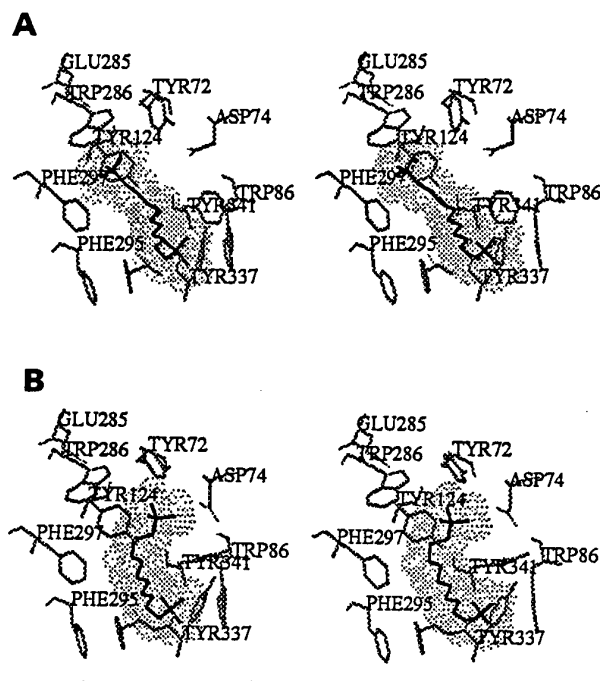 A
GLU285 GLU285
TRP286 TYR72 TRP286 TYR72
ASP74 ASP74
TYR124 TYR124
PHE297 TRP86 PHE297 TRP86
TYR341 TYR341
PHE295 PHE295
TYR337 TYR337
B
GLU285 GLU285
TRP286 TYR72 TRP286 TYR72
ASP74 ASP74
TYR124 TYR124
PHE297 TRP86 PHE297 TRP86
TYR341 TYR341
PHE295 PHE295
TYR337 TYR337